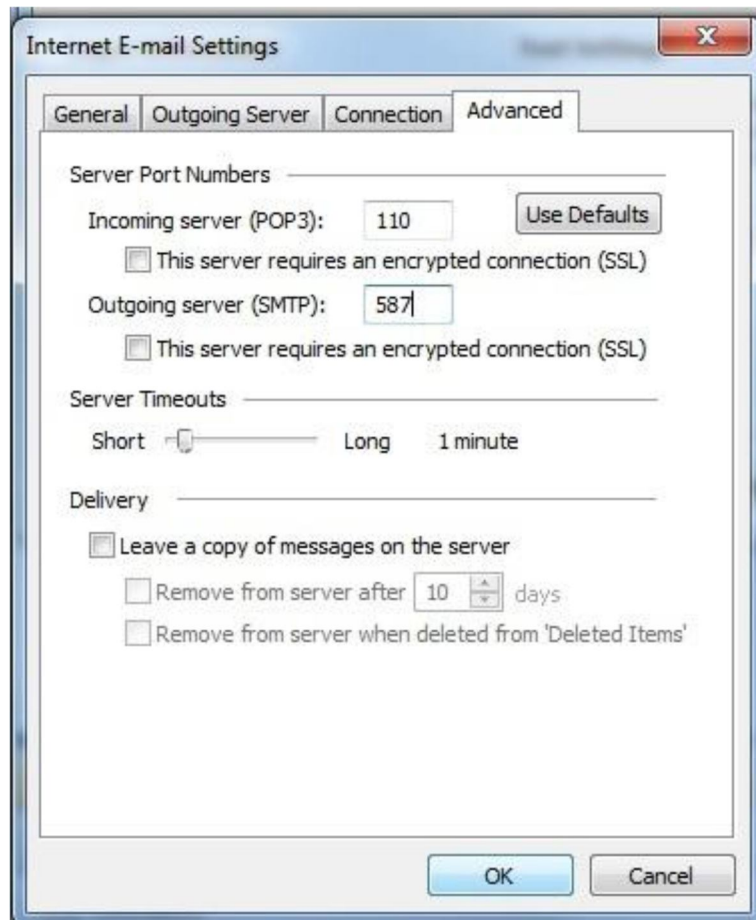 Internet E-mail Settings
General Outgoing Server Connection Advanced
Server Port Numbers
Incoming server (POP3): 110 Use Defaults
This server requires an encrypted connection (SSL)
Outgoing server (SMTP): 587
This server requires an encrypted connection (SSL)
Server Timeouts
Short Long 1 minute
Delivery
Leave a copy of messages on the server
Remove from server after 10 days
Remove from server when deleted from 'Deleted Items'
OK Cancel